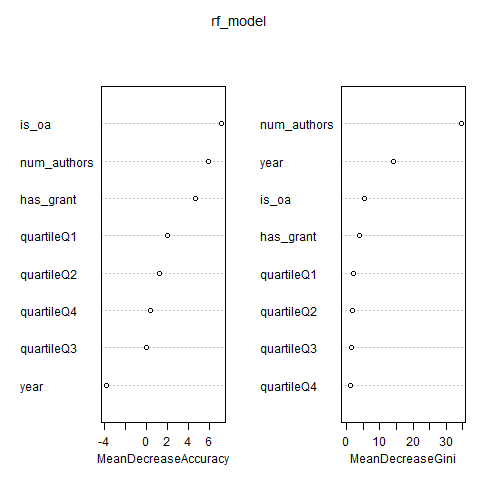 rf_model
is_oa
num_authors
has_grant
quartileQ1
quartileQ2
quartileQ4
quartileQ3
year
-4 0 2 4 6
MeanDecreaseAccuracy
num_authors
year
is_oa
has_grant
quartileQ1
quartileQ2
quartileQ3
quartileQ4
0 10 20 30
MeanDecreaseGini